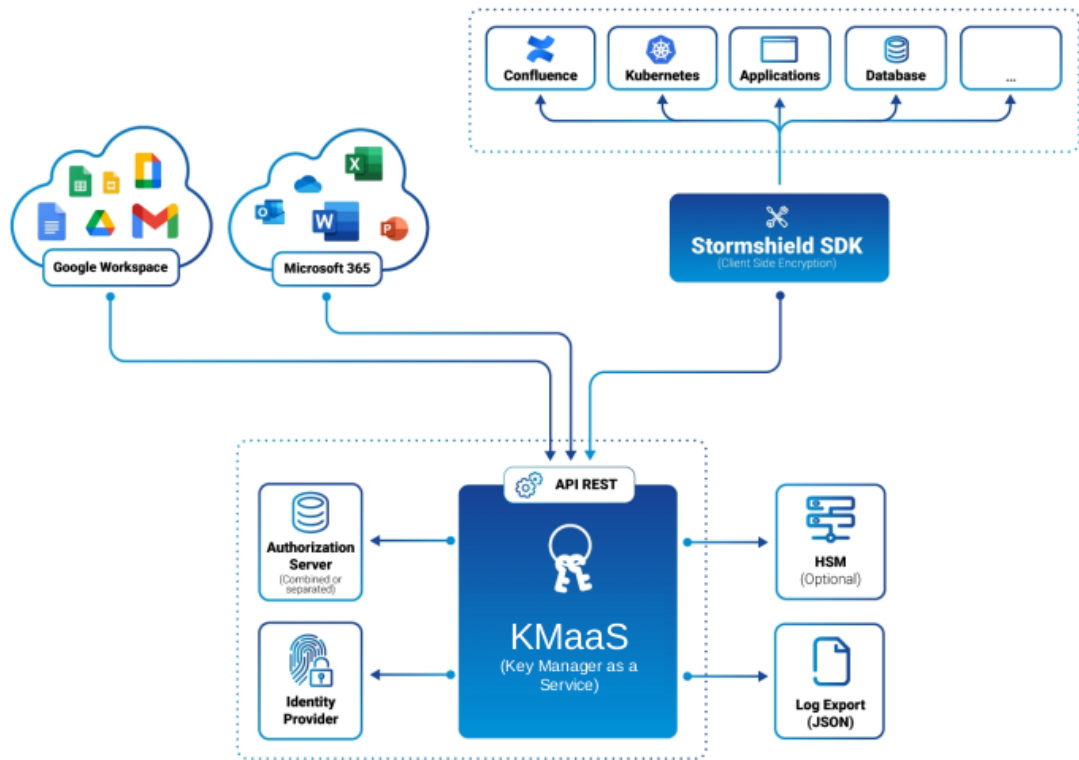 Confluence
Kubernetes
Applications
Database
...
Google Workspace
X
O
W
P
Microsoft 365
Stormshield SDK
(Client Side Encryption)
API REST
Authorization
Server
(Combined or
separated)
Identity
Provider
KMaaS
(Key Manager as a
Service)
HSM
(Optional)
Log Export
(JSON)